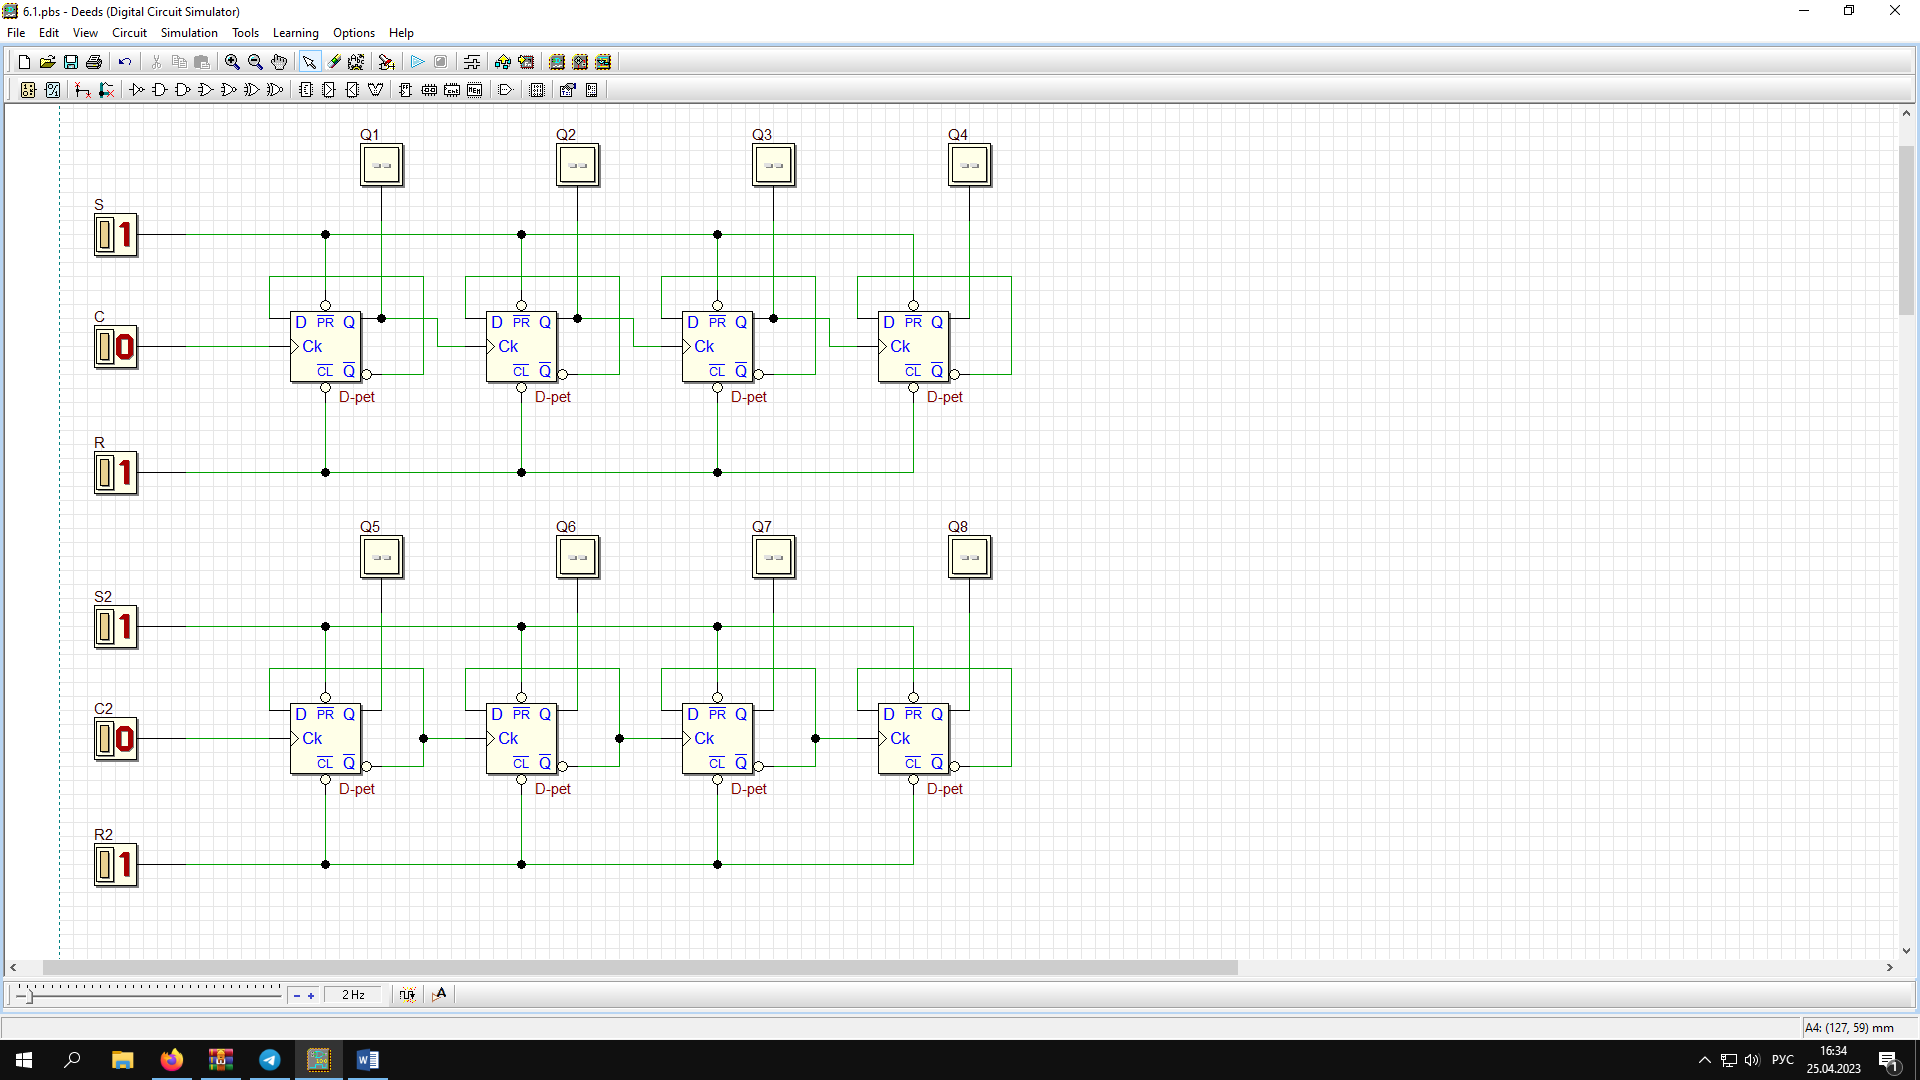 6.1.pbs - Deeds (Digital Circuit Simulator)
File Edit View Circuit Simulation Tools Learning Options Help
Q1 Q2 Q3 Q4
-- -- -- --
S
1
C
0
D PR Q D PR Q D PR Q D PR Q
Ck Ck Ck Ck
CL Q CL Q CL Q CL Q
D-pet D-pet D-pet D-pet
R
1
Q5 Q6 Q7 Q8
-- -- -- --
S2
1
C2
0
D PR Q D PR Q D PR Q D PR Q
Ck Ck Ck Ck
CL Q CL Q CL Q CL Q
D-pet D-pet D-pet D-pet
R2
1
- + 2 Hz A
A4: (127, 59) mm
РУС 16:34
25.04.2023
1